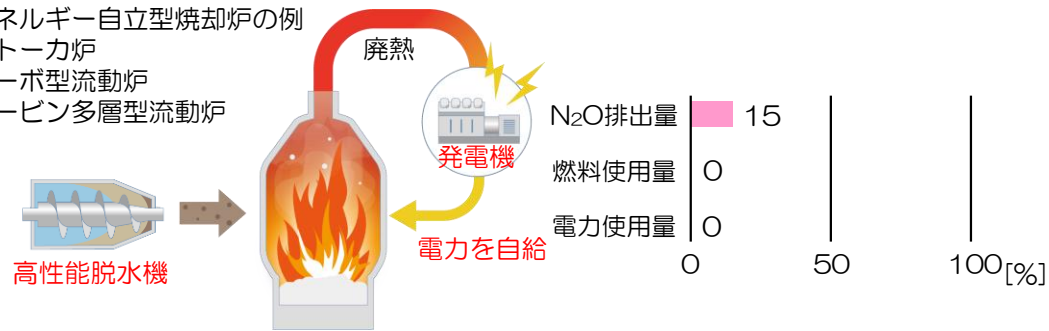 ネルギー自立型焼却炉の例
トーカ炉
ーボ型流動炉
ービン多層型流動炉
廃熱
発電機
高性能脱水機
電力を自給
N₂O排出量 15
燃料使用量 0
電力使用量 0
0 50 100[%]